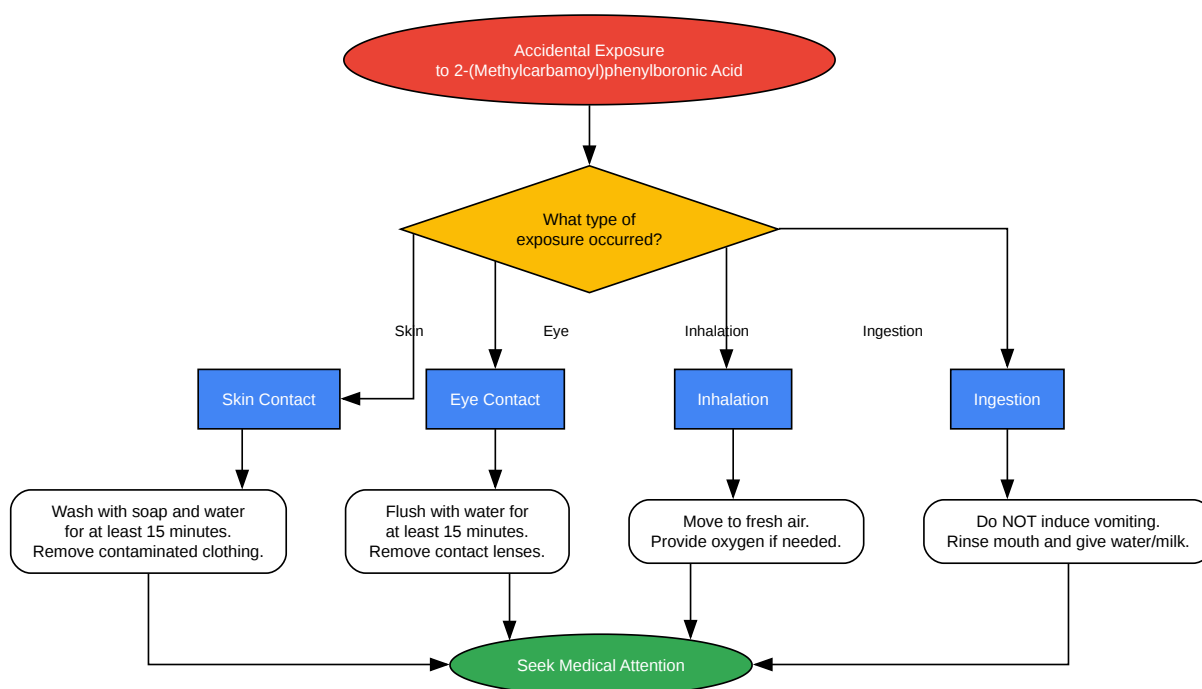 Accidental Exposure
to 2-(Methylcarbamoyl)phenylboronic Acid
What type of
exposure occurred?
Skin
Eye
Inhalation
Ingestion
Skin Contact
Eye Contact
Inhalation
Ingestion
Wash with soap and water
for at least 15 minutes.
Remove contaminated clothing.
Flush with water for
at least 15 minutes.
Remove contact lenses.
Move to fresh air.
Provide oxygen if needed.
Do NOT induce vomiting.
Rinse mouth and give water/milk.
Seek Medical Attention